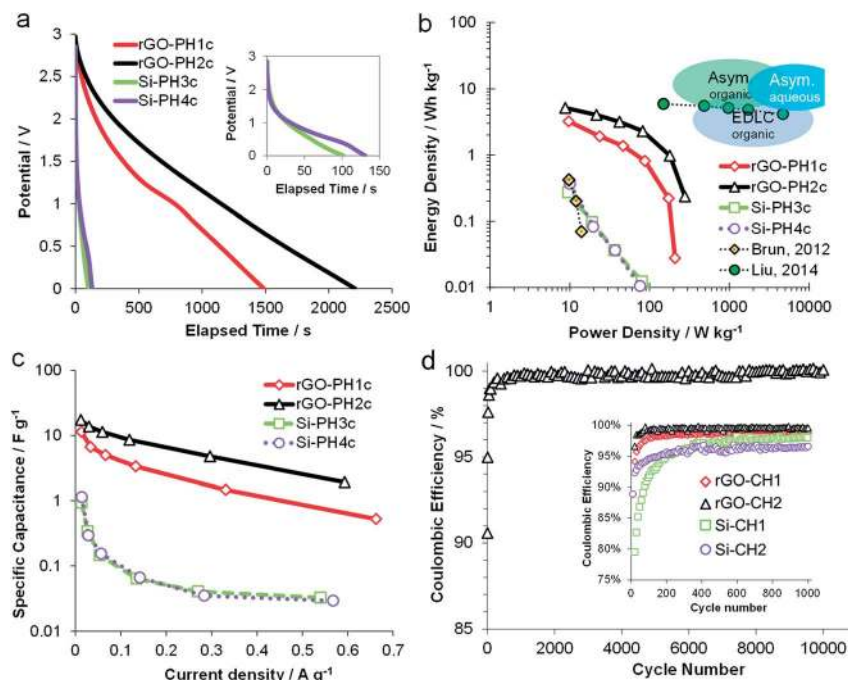 a
rGO-PH1c
rGO-PH2c
Si-PH3c
Si-PH4c
3
2.5
2
1.5
1
0.5
0
Potential / V
0 500 1000 1500 2000 2500
Elapsed Time / s
3
2
1
0
Potential / V
0 50 100 150
Elapsed Time / s
b
100
10
1
0.1
0.01
Energy Density / Wh kg⁻¹
1 10 100 1000 10000
Power Density / W kg⁻¹
Asym.
organic
Asym.
aqueous
EDLC
organic
rGO-PH1c
rGO-PH2c
Si-PH3c
Si-PH4c
Brun, 2012
Liu, 2014
c
100
10
1
0.1
0.01
Specific Capacitance / F g⁻¹
rGO-PH1c
rGO-PH2c
Si-PH3c
Si-PH4c
0 0.1 0.2 0.3 0.4 0.5 0.6 0.7
Current density / A g⁻¹
d
100
95
90
85
Coulombic Efficiency / %
0 2000 4000 6000 8000 10000
Cycle Number
100%
95%
90%
85%
80%
75%
Coulombic Efficiency
rGO-CH1
rGO-CH2
Si-CH1
Si-CH2
0 200 400 600 800 1000
Cycle number